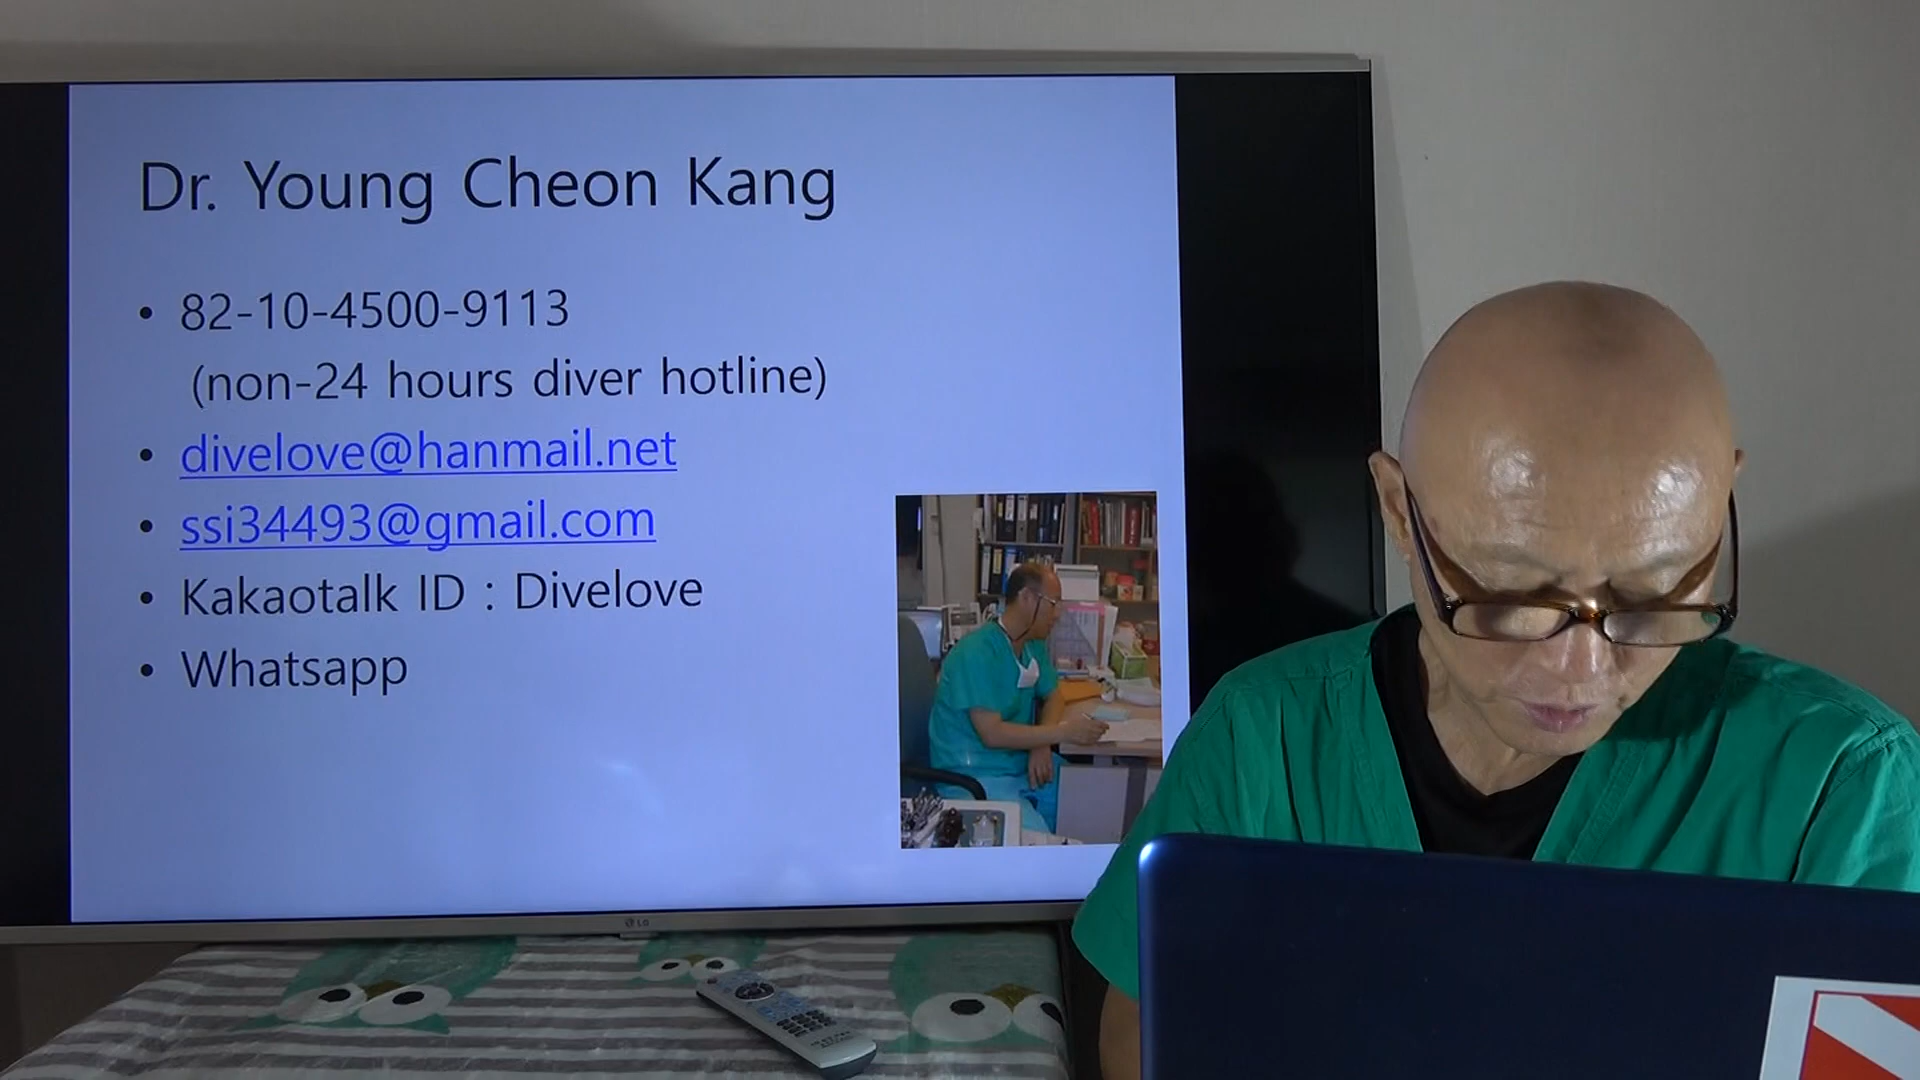 Dr. Young Cheon Kang
• 82-10-4500-9113
(non-24 hours diver hotline)
• divelove@hanmail.net
• ssi34493@gmail.com
• Kakaotalk ID : Divelove
• Whatsapp
LG